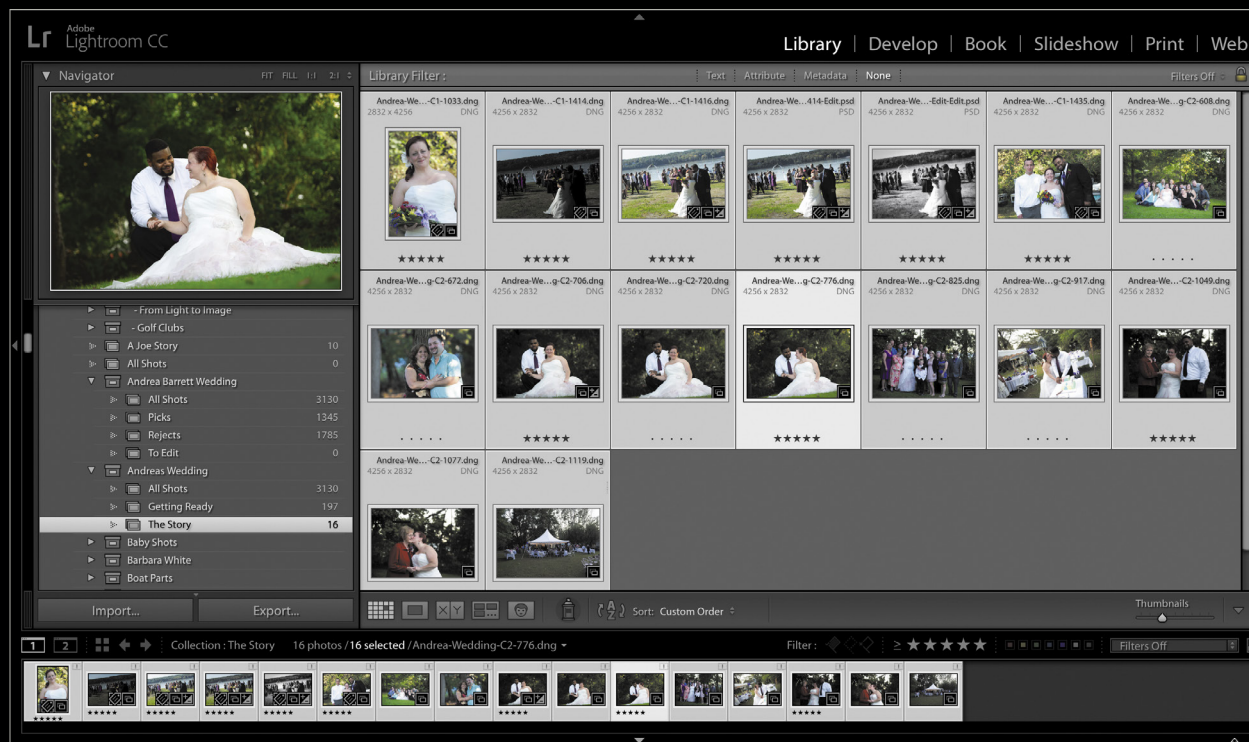 Lr Adobe
Lightroom CC
Library | Develop | Book | Slideshow | Print | Web
Navigator FIT FILL 1:1 2:1
Library Filter : Text Attribute Metadata None Filters Off
Andrea-We...-C1-1033.dng Andrea-We...-C1-1414.dng Andrea-We...-C1-1416.dng Andrea-We...414-Edit.psd Andrea-We...-Edit-Edit.psd Andrea-We...-C1-1435.dng Andrea-We...g-C2-608.dng
2832 x 4256 DNG 4256 x 2832 DNG 4256 x 2832 DNG 4256 x 2832 PSD 4256 x 2832 PSD 4256 x 2832 DNG 4256 x 2832 DNG
Andrea-We...g-C2-672.dng Andrea-We...g-C2-706.dng Andrea-We...g-C2-720.dng Andrea-We...g-C2-776.dng Andrea-We...g-C2-825.dng Andrea-We...g-C2-917.dng Andrea-We...-C2-1049.dng
4256 x 2832 DNG 4256 x 2832 DNG 4256 x 2832 DNG 4256 x 2832 DNG 4256 x 2832 DNG 4256 x 2832 DNG 4256 x 2832 DNG
Andrea-We...-C2-1077.dng Andrea-We...-C2-1119.dng
4256 x 2832 DNG 4256 x 2832 DNG
- From Light to Image
- Golf Clubs
A Joe Story 10
All Shots 0
Andrea Barrett Wedding
All Shots 3130
Picks 1345
Rejects 1785
To Edit 0
Andreas Wedding
All Shots 3130
Getting Ready 197
The Story 16
Baby Shots
Barbara White
Boat Parts
Import... Export...
X Y
A Z Sort: Custom Order
Thumbnails
1 2 Collection : The Story 16 photos / 16 selected / Andrea-Wedding-C2-776.dng Filter : ≥ ★★★★★ Filters Off